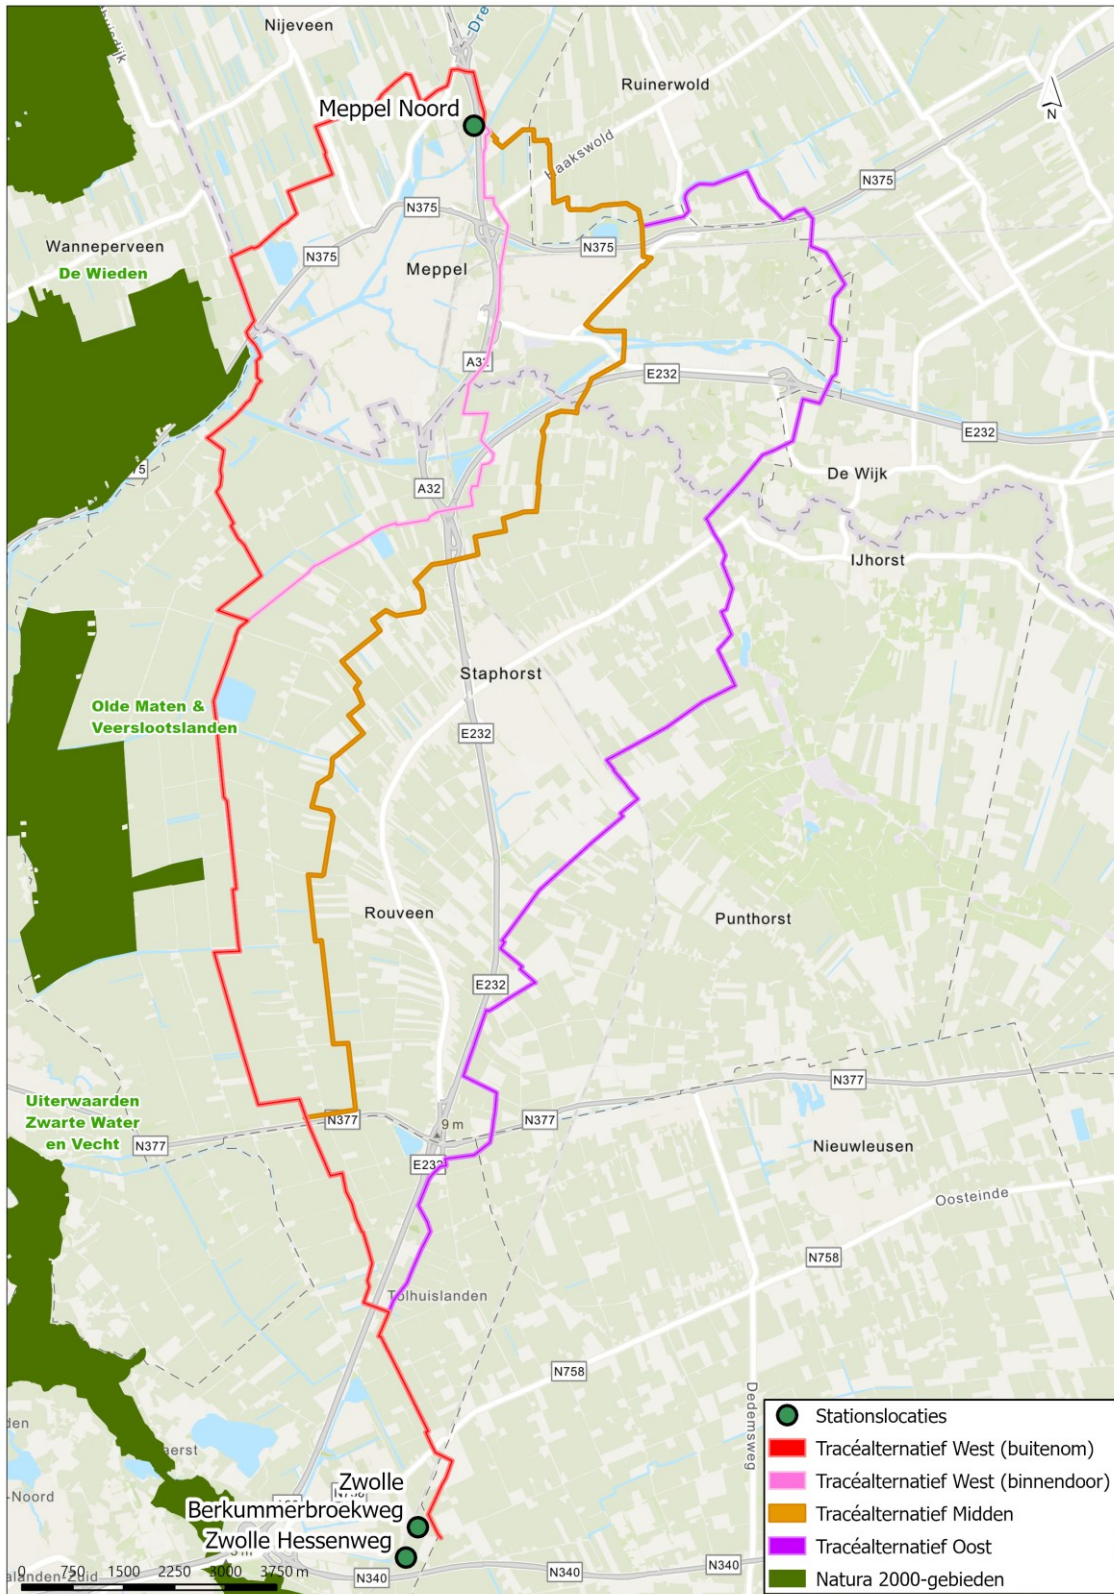 Nijeveen
Ruinerwold
Meppel Noord
N
Haakswold
N375
N375
N375
N375
Wanneperveen
De Wieden
Meppel
A32
E232
E232
De Wijk
A32
IJhorst
Staphorst
Olde Maten &
Veerslootslanden
E232
Rouveen
Punthorst
E232
N377
Uiterwaarden
Zwarte Water
en Vecht
N377
N377
N377
9 m
E232
Nieuwleusen
Oosteinde
N758
Tolhuislanden
N758
Dedemsweg
Zwolle
Berkummerbroekweg
Zwolle Hessenweg
N340
N340
0 750 1500 2250 3000 3750 m
Stationslocaties
Tracéalternatief West (buitenom)
Tracéalternatief West (binnendoor)
Tracéalternatief Midden
Tracéalternatief Oost
Natura 2000-gebieden